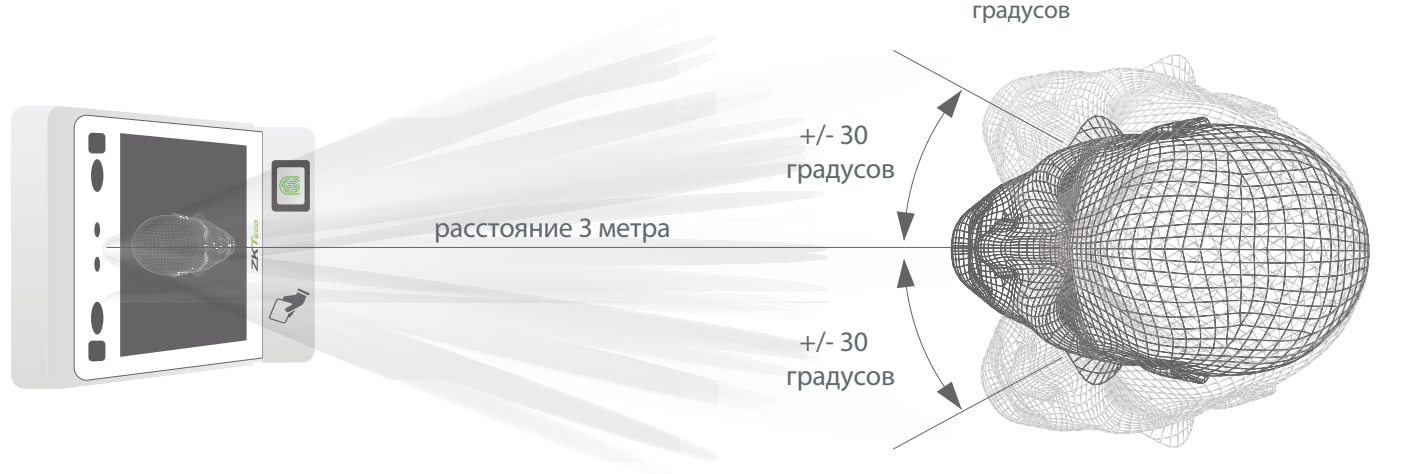 градусов
+/- 30
градусов
расстояние 3 метра
ZKTeco
+/- 30
градусов